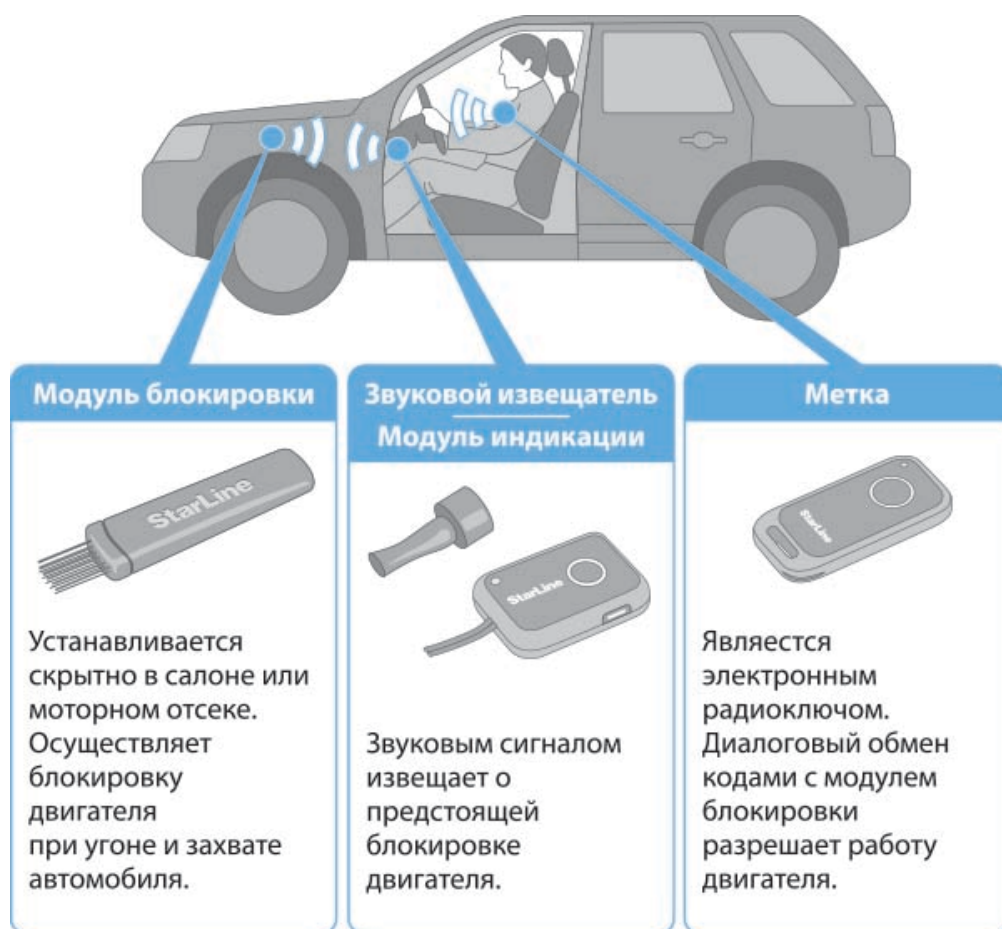 Модуль блокировки
StarLine
Устанавливается
скрытно в салоне или
моторном отсеке.
Осуществляет
блокировку
двигателя
при угоне и захвате
автомобиля.
Звуковой извещатель
Модуль индикации
StarLine
Звуковым сигналом
извещает о
предстоящей
блокировке
двигателя.
Метка
StarLine
Являестся
электронным
радиоключом.
Диалоговый обмен
кодами с модулем
блокировки
разрешает работу
двигателя.